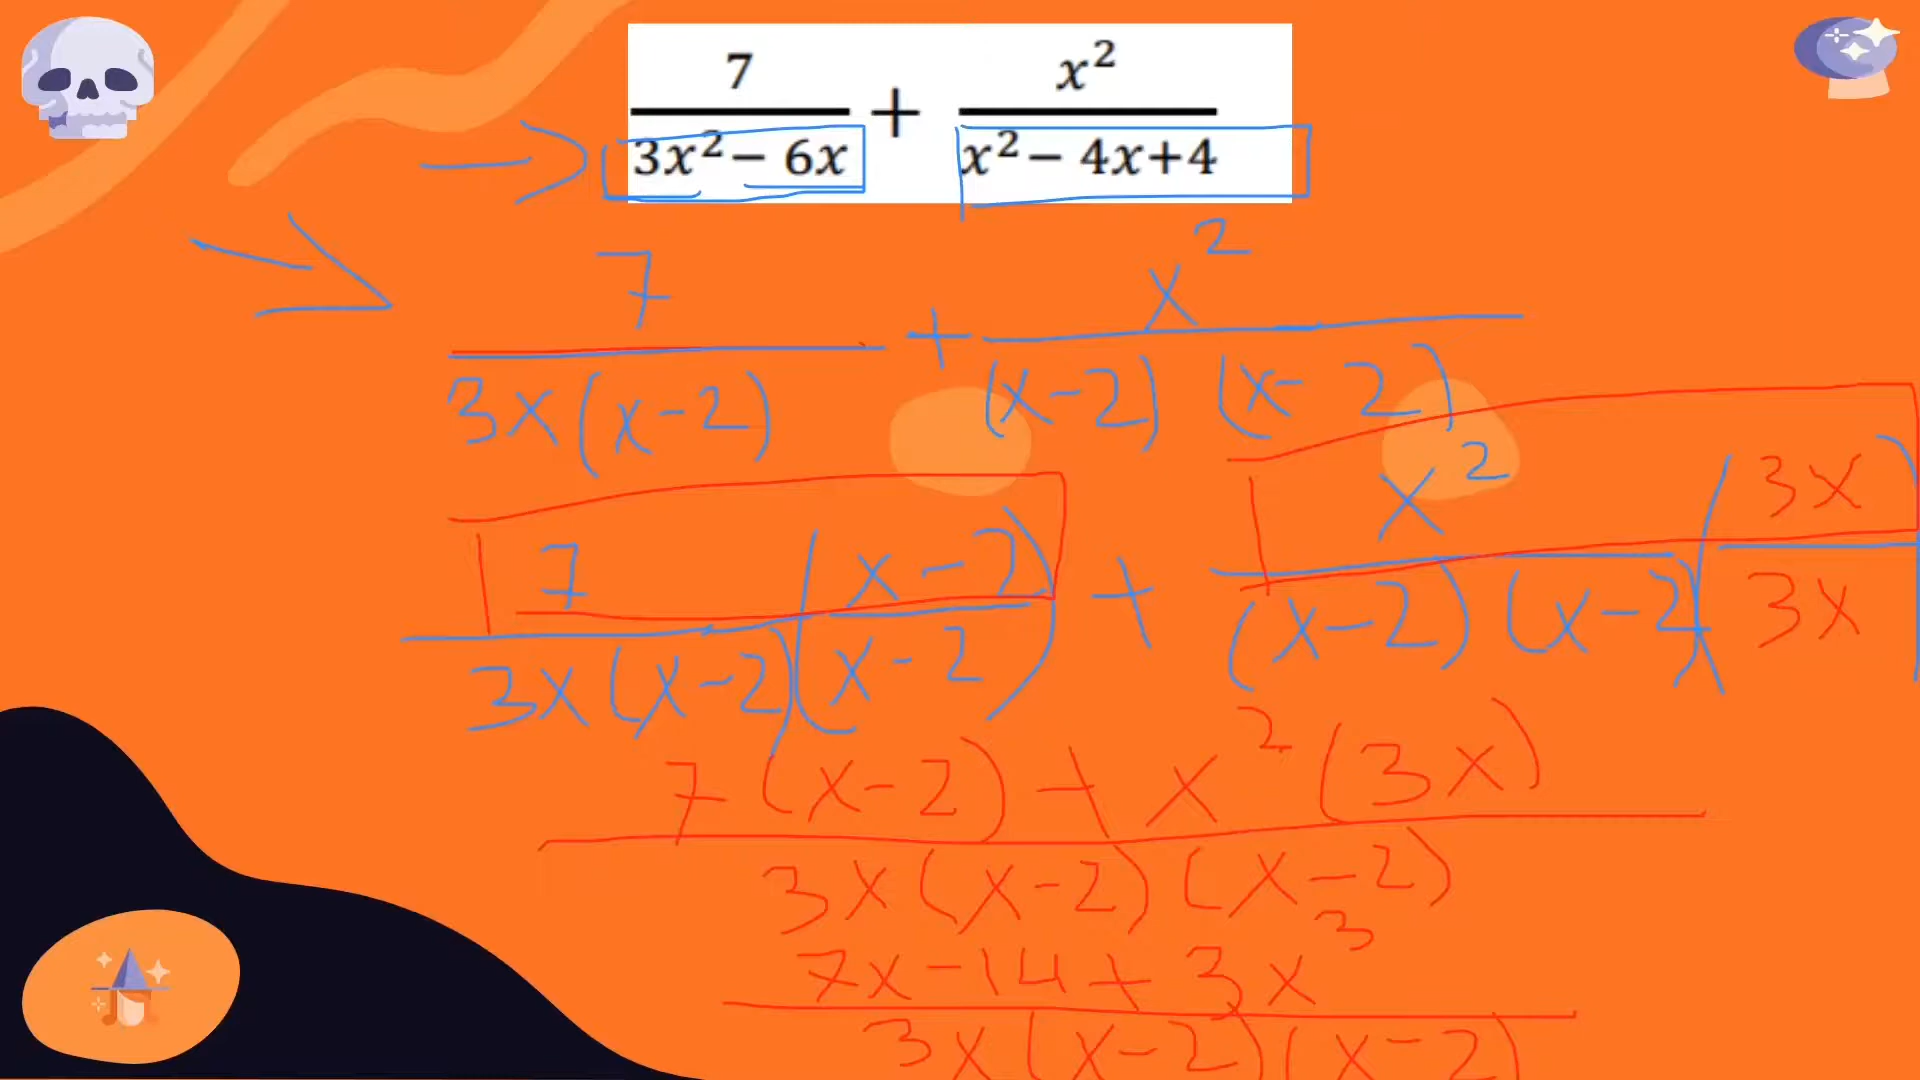 7/(3x² − 6x) + x²/(x² − 4x+4)
7/(3x(x-2)) + x²/((x-2)(x-2))
7(x-2)/(3x(x-2)(x-2)) + x²(3x)/((x-2)(x-2)(3x))
(7(x-2)+x²(3x))/(3x(x-2)(x-2))
(7x-14+3x³)/(3x(x-2)(x-2))